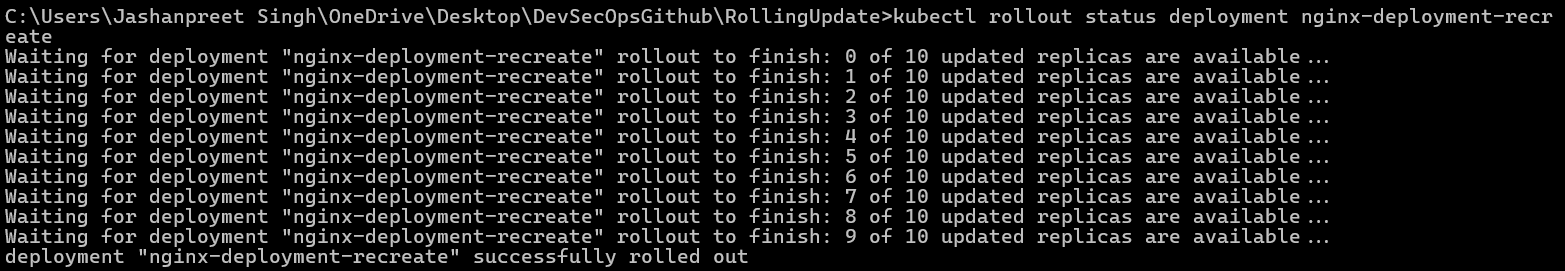 C:\Users\Jashanpreet Singh\OneDrive\Desktop\DevSecOpsGithub\RollingUpdate>kubectl rollout status deployment nginx-deployment-recr
eate
Waiting for deployment "nginx-deployment-recreate" rollout to finish: 0 of 10 updated replicas are available...
Waiting for deployment "nginx-deployment-recreate" rollout to finish: 1 of 10 updated replicas are available...
Waiting for deployment "nginx-deployment-recreate" rollout to finish: 2 of 10 updated replicas are available...
Waiting for deployment "nginx-deployment-recreate" rollout to finish: 3 of 10 updated replicas are available...
Waiting for deployment "nginx-deployment-recreate" rollout to finish: 4 of 10 updated replicas are available...
Waiting for deployment "nginx-deployment-recreate" rollout to finish: 5 of 10 updated replicas are available...
Waiting for deployment "nginx-deployment-recreate" rollout to finish: 6 of 10 updated replicas are available...
Waiting for deployment "nginx-deployment-recreate" rollout to finish: 7 of 10 updated replicas are available...
Waiting for deployment "nginx-deployment-recreate" rollout to finish: 8 of 10 updated replicas are available...
Waiting for deployment "nginx-deployment-recreate" rollout to finish: 9 of 10 updated replicas are available...
deployment "nginx-deployment-recreate" successfully rolled out